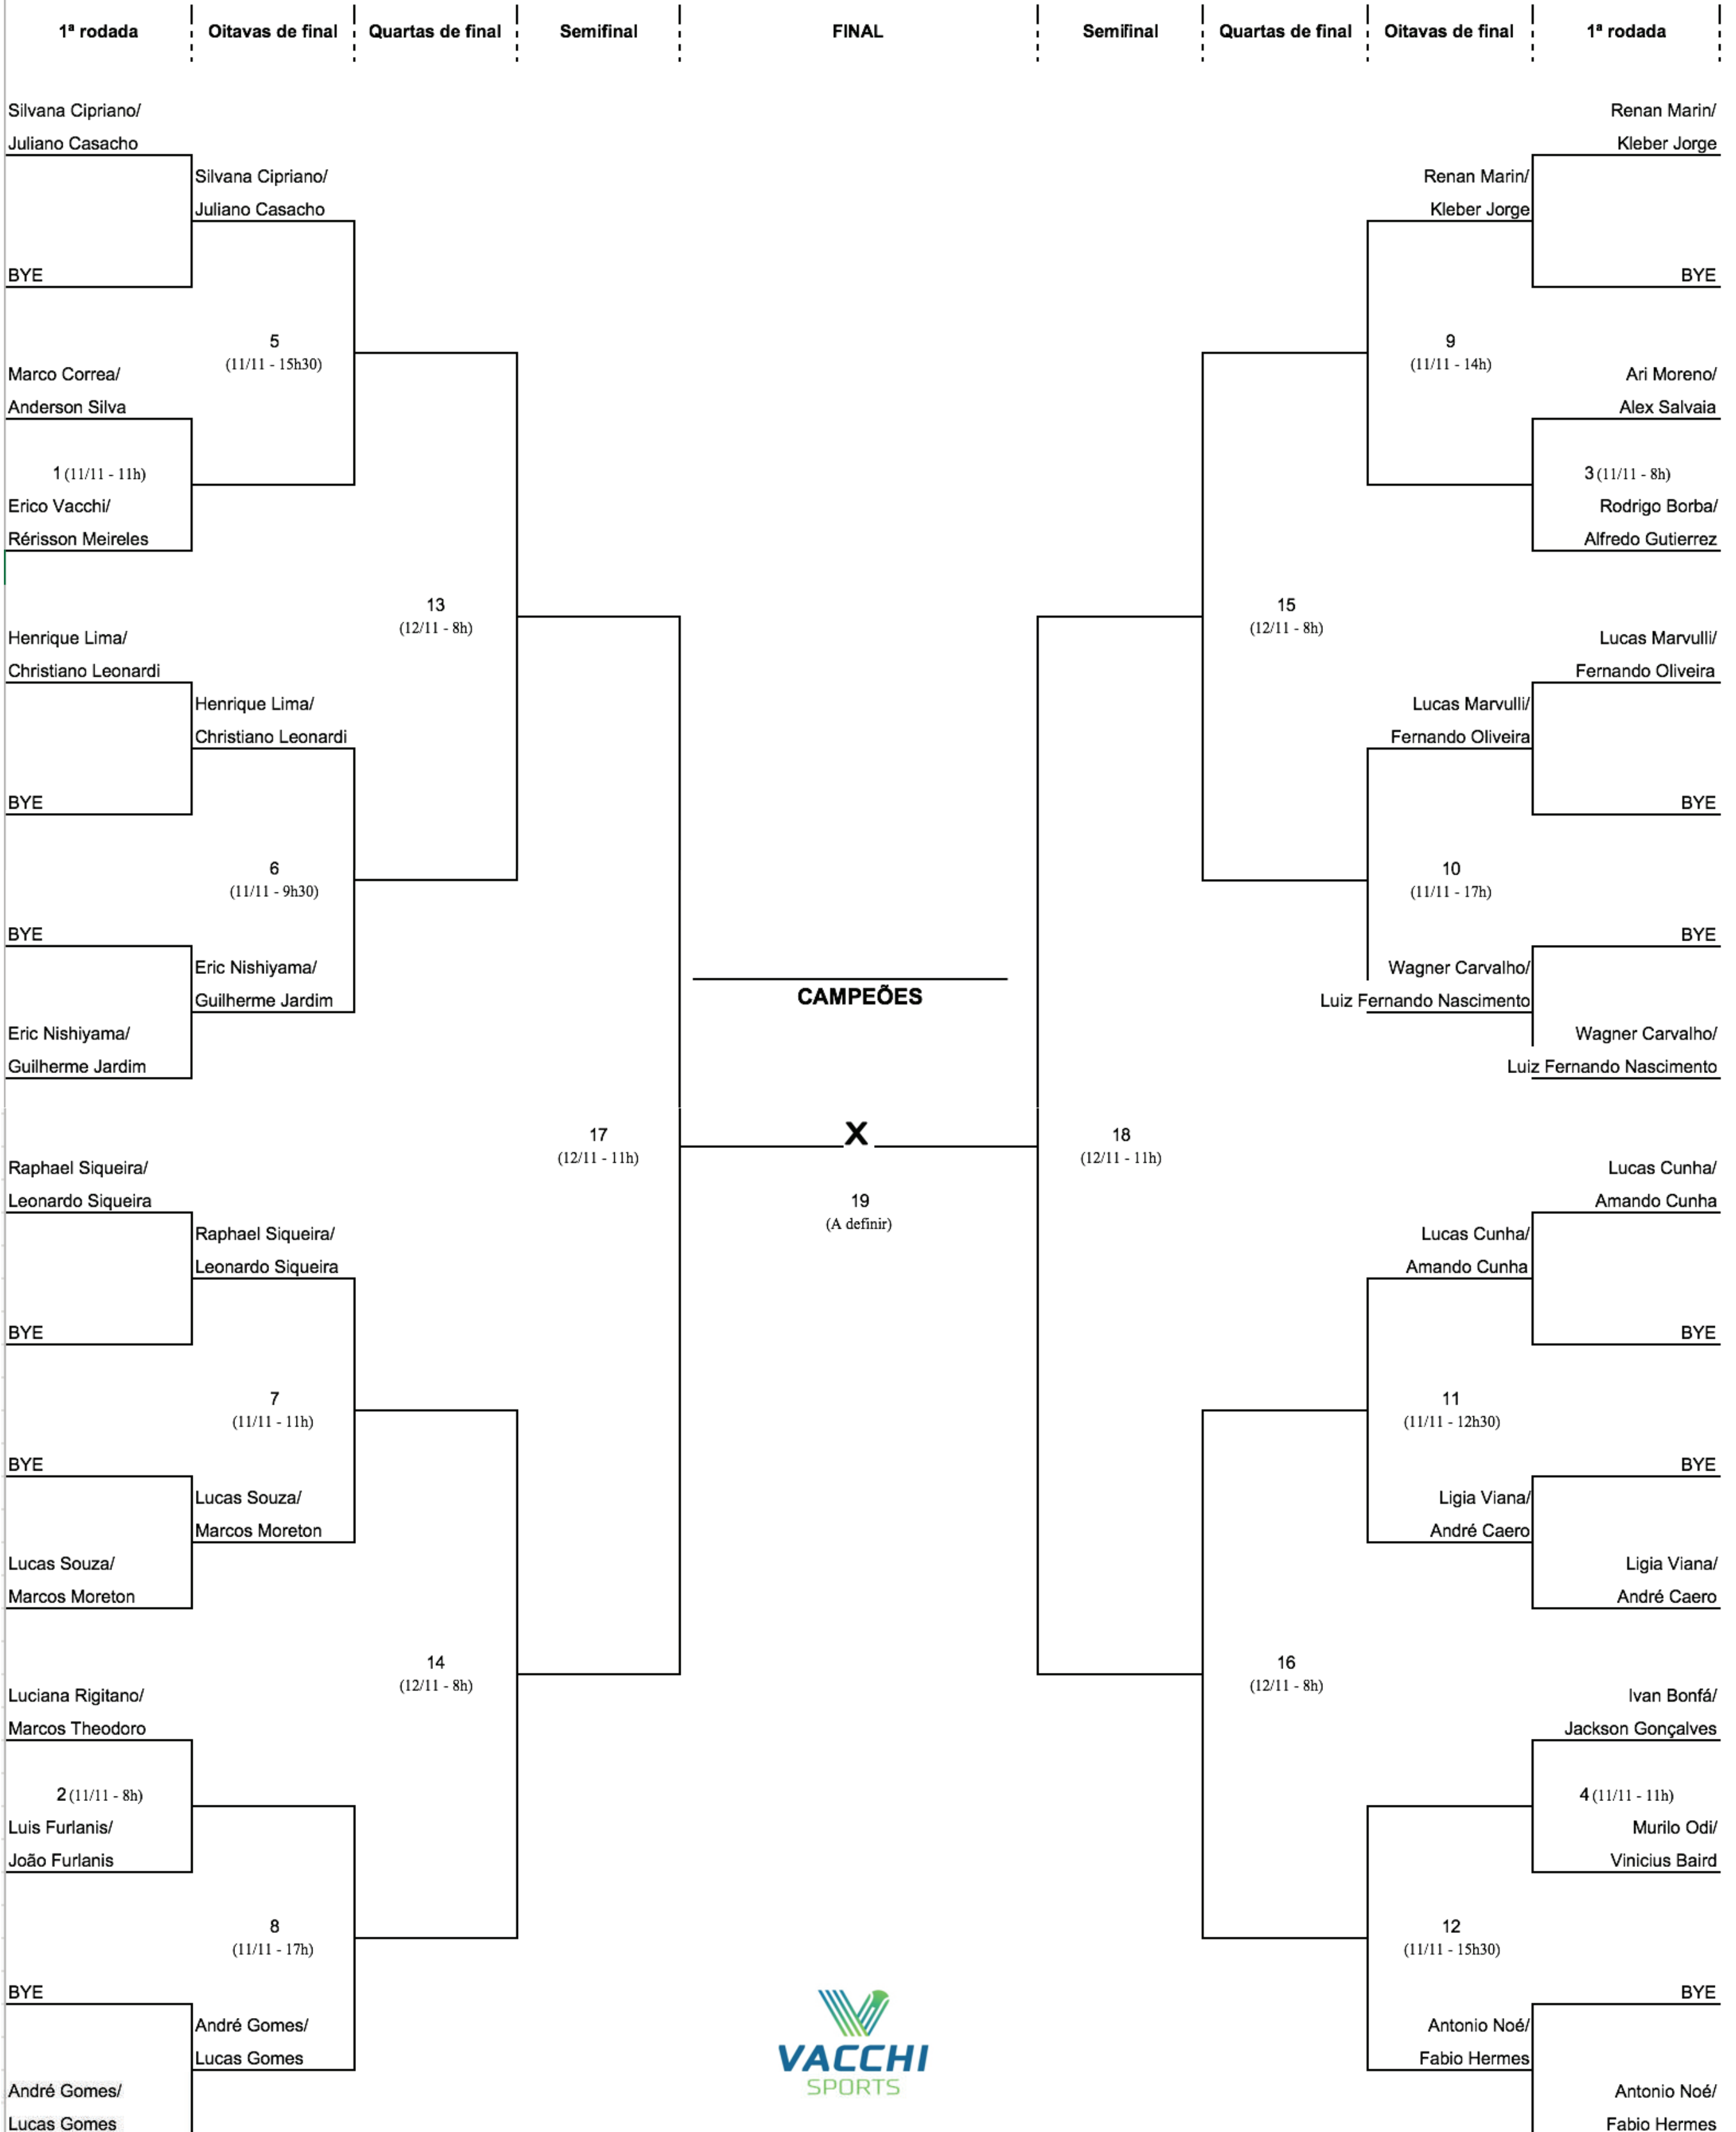 1ª rodada
Oitavas de final
Quartas de final
Semifinal
FINAL
Semifinal
Quartas de final
Oitavas de final
1ª rodada
Silvana Cipriano/
Juliano Casacho
Silvana Cipriano/
Juliano Casacho
BYE
5
(11/11 - 15h30)
Marco Correa/
Anderson Silva
1 (11/11 - 11h)
Erico Vacchi/
Rérisson Meireles
13
(12/11 - 8h)
Henrique Lima/
Christiano Leonardi
Henrique Lima/
Christiano Leonardi
BYE
6
(11/11 - 9h30)
BYE
Eric Nishiyama/
Guilherme Jardim
Eric Nishiyama/
Guilherme Jardim
17
(12/11 - 11h)
Raphael Siqueira/
Leonardo Siqueira
Raphael Siqueira/
Leonardo Siqueira
BYE
7
(11/11 - 11h)
BYE
Lucas Souza/
Marcos Moreton
Lucas Souza/
Marcos Moreton
14
(12/11 - 8h)
Luciana Rigitano/
Marcos Theodoro
2 (11/11 - 8h)
Luis Furlanis/
João Furlanis
8
(11/11 - 17h)
BYE
André Gomes/
Lucas Gomes
André Gomes/
Lucas Gomes
CAMPEÕES
X
19
(A definir)
VACCHI
SPORTS
Renan Marin/
Kleber Jorge
Renan Marin/
Kleber Jorge
BYE
9
(11/11 - 14h)
Ari Moreno/
Alex Salvaia
3 (11/11 - 8h)
Rodrigo Borba/
Alfredo Gutierrez
15
(12/11 - 8h)
Lucas Marvulli/
Fernando Oliveira
Lucas Marvulli/
Fernando Oliveira
BYE
10
(11/11 - 17h)
BYE
Wagner Carvalho/
Luiz Fernando Nascimento
Wagner Carvalho/
Luiz Fernando Nascimento
18
(12/11 - 11h)
Lucas Cunha/
Amando Cunha
Lucas Cunha/
Amando Cunha
BYE
11
(11/11 - 12h30)
BYE
Ligia Viana/
André Caero
Ligia Viana/
André Caero
16
(12/11 - 8h)
Ivan Bonfá/
Jackson Gonçalves
4 (11/11 - 11h)
Murilo Odi/
Vinicius Baird
12
(11/11 - 15h30)
BYE
Antonio Noé/
Fabio Hermes
Antonio Noé/
Fabio Hermes